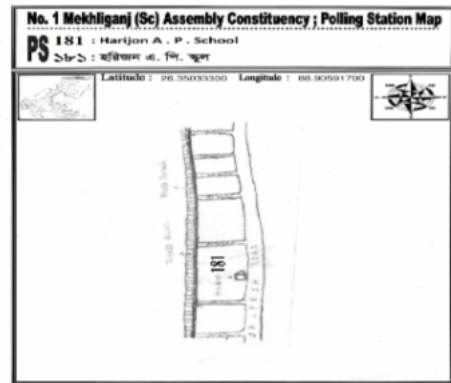 No. 1 Mekhliganj (Sc) Assembly Constituency ; Polling Station Map
PS 181 : Harijon A . P . School
১৮১ : হরিজন এ. পি. স্কুল
Latitude : 26.35033300 Longitude : 88.90591700
181